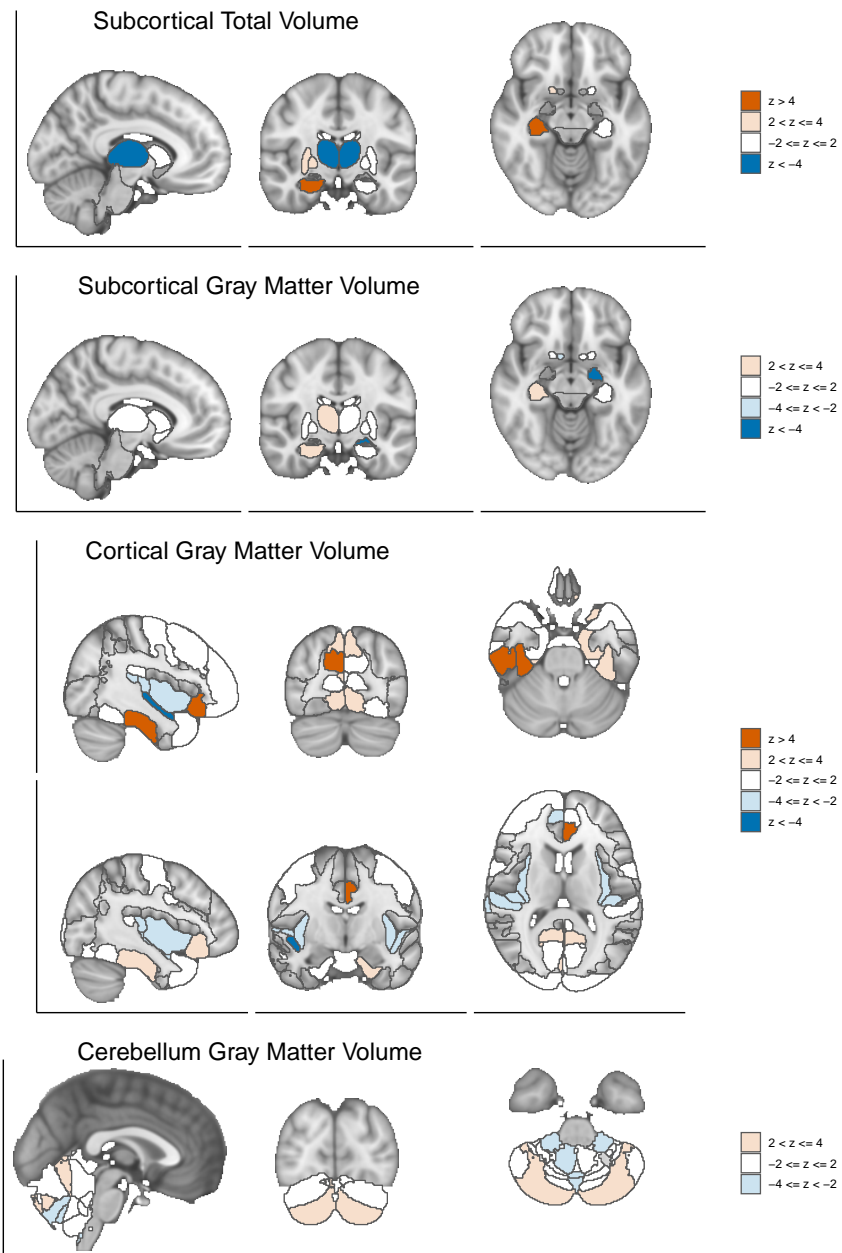 Subcortical Total Volume
z > 4
2 < z <= 4
−2 <= z <= 2
z < −4
Subcortical Gray Matter Volume
2 < z <= 4
−2 <= z <= 2
−4 <= z < −2
z < −4
Cortical Gray Matter Volume
z > 4
2 < z <= 4
−2 <= z <= 2
−4 <= z < −2
z < −4
Cerebellum Gray Matter Volume
2 < z <= 4
−2 <= z <= 2
−4 <= z < −2